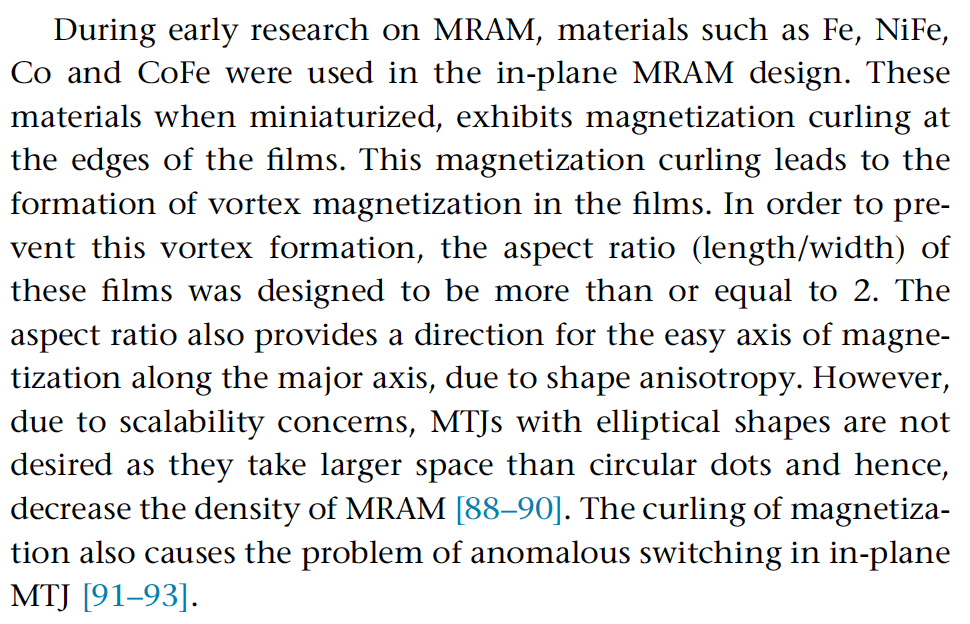 During early research on MRAM, materials such as Fe, NiFe,
Co and CoFe were used in the in-plane MRAM design. These
materials when miniaturized, exhibits magnetization curling at
the edges of the films. This magnetization curling leads to the
formation of vortex magnetization in the films. In order to pre-
vent this vortex formation, the aspect ratio (length/width) of
these films was designed to be more than or equal to 2. The
aspect ratio also provides a direction for the easy axis of magne-
tization along the major axis, due to shape anisotropy. However,
due to scalability concerns, MTJs with elliptical shapes are not
desired as they take larger space than circular dots and hence,
decrease the density of MRAM [88–90]. The curling of magnetiza-
tion also causes the problem of anomalous switching in in-plane
MTJ [91–93].